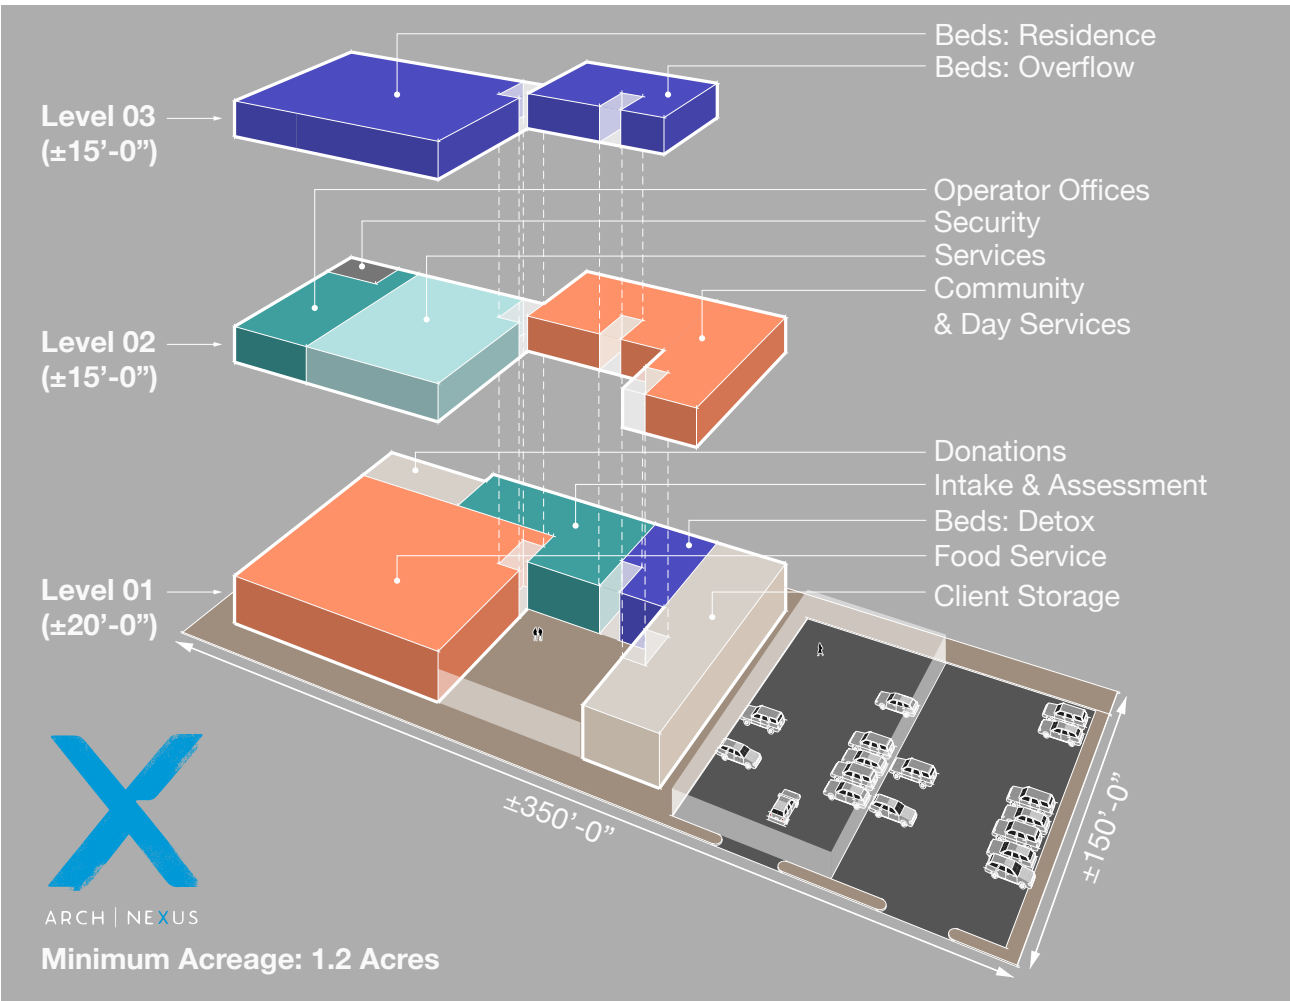 Beds: Residence
Beds: Overflow
Level 03
(±15’-0”)
Operator Offices
Security
Services
Community
& Day Services
Level 02
(±15’-0”)
Donations
Intake & Assessment
Beds: Detox
Food Service
Client Storage
Level 01
(±20’-0”)
±350’-0”
±150’-0”
ARCH | NEXUS
Minimum Acreage: 1.2 Acres